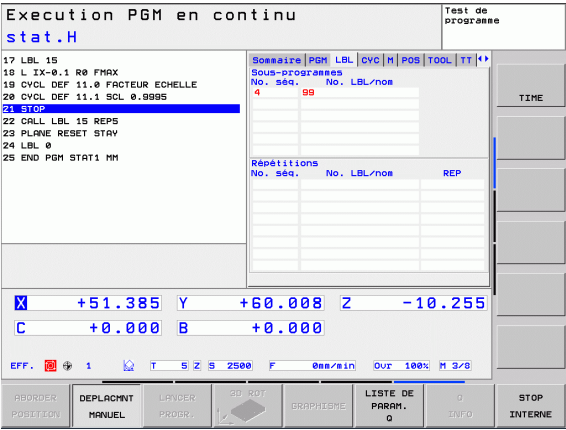 Execution PGM en continu
Test de
programme
stat.H
17 LBL 15
18 L IX-0.1 R0 FMAX
19 CYCL DEF 11.0 FACTEUR ECHELLE
20 CYCL DEF 11.1 SCL 0.9995
21 STOP
22 CALL LBL 15 REP5
23 PLANE RESET STAY
24 LBL 0
25 END PGM STAT1 MM
Sommaire PGM LBL CYC M POS TOOL TT
Sous-programmes
No. séq. No. LBL/nom
4 99
Répétitions
No. séq. No. LBL/nom REP
TIME
X +51.385 Y +60.008 Z -10.255
C +0.000 B +0.000
EFF. 1 T 5 Z S 2500 F 0mm/min Ovr 100% M 3/8
ABORDER POSITION
DEPLACMNT MANUEL
LANCER PROGR.
3D ROT
GRAPHISME
LISTE DE PARAM. Q
Q INFO
STOP INTERNE